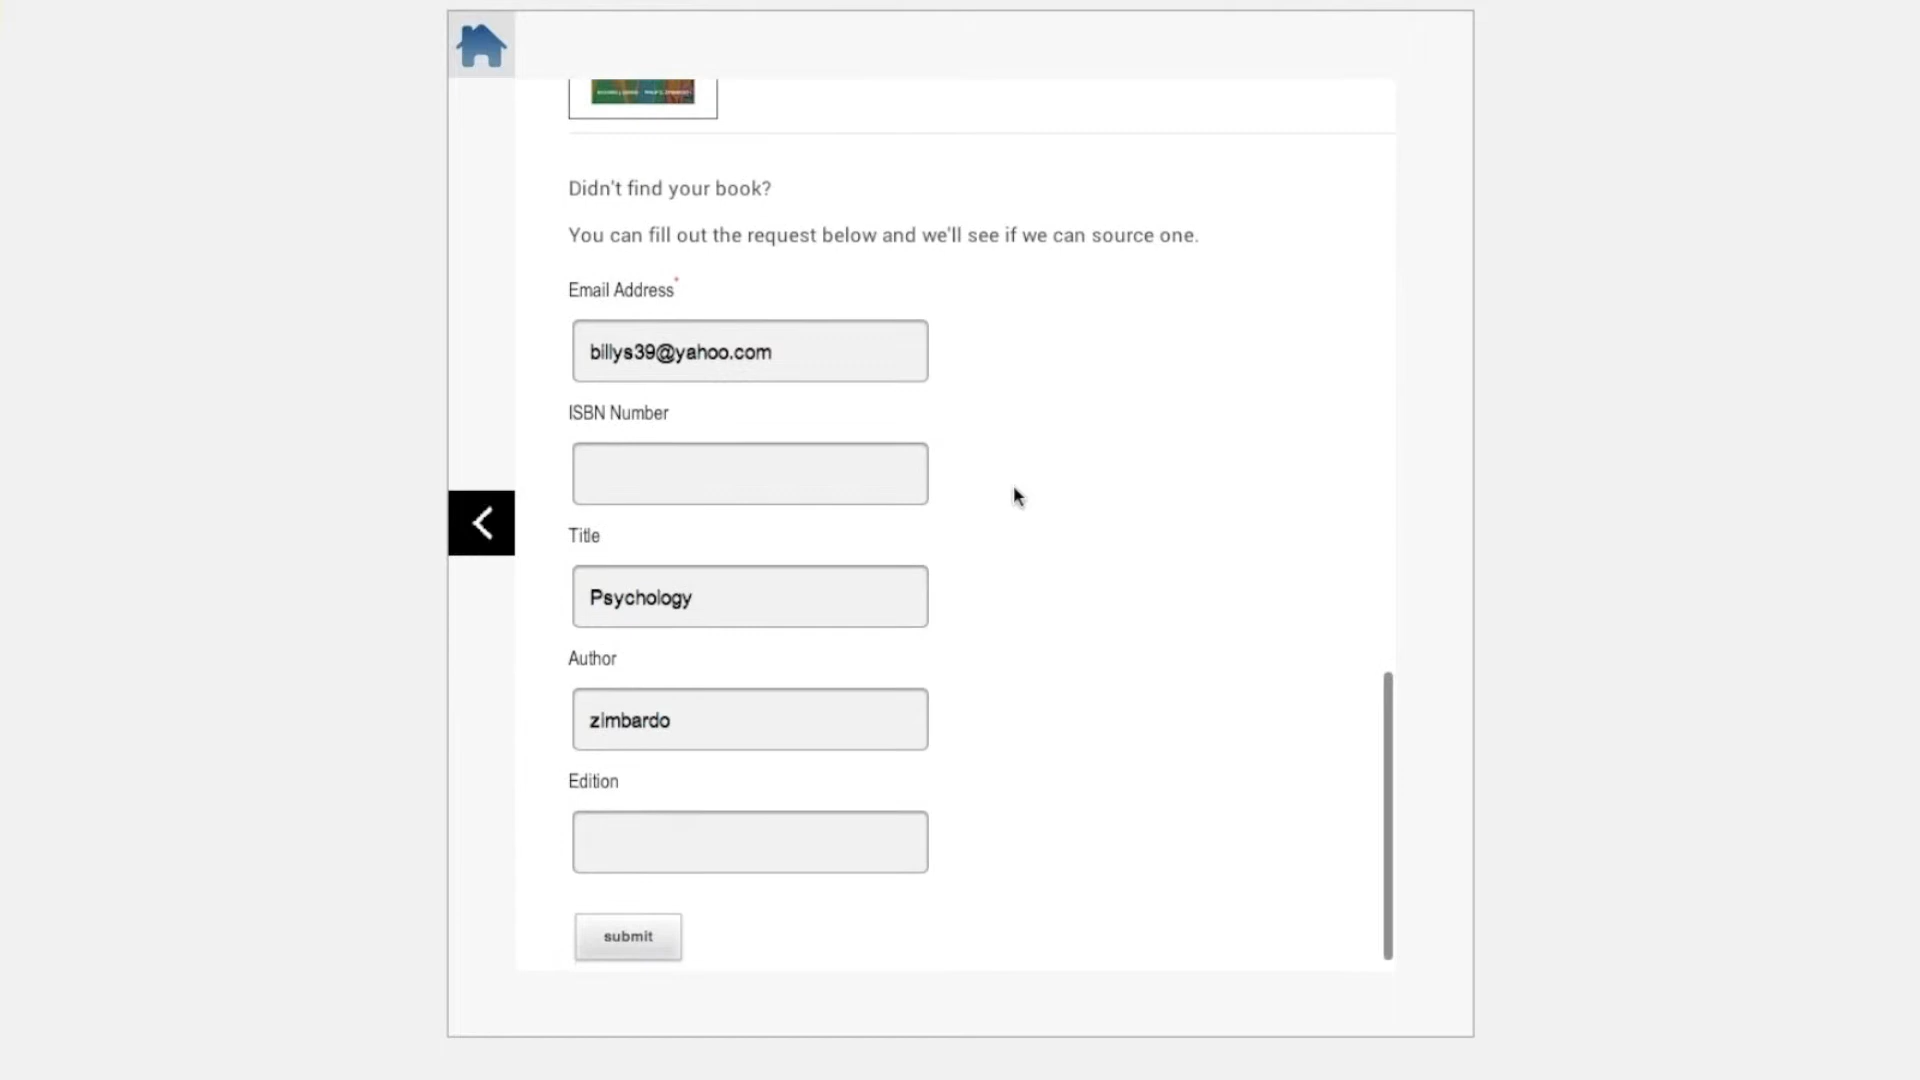 Didn't find your book?
You can fill out the request below and we'll see if we can source one.
Email Address*
billys39@yahoo.com
ISBN Number
Title
Psychology
Author
zimbardo
Edition
submit